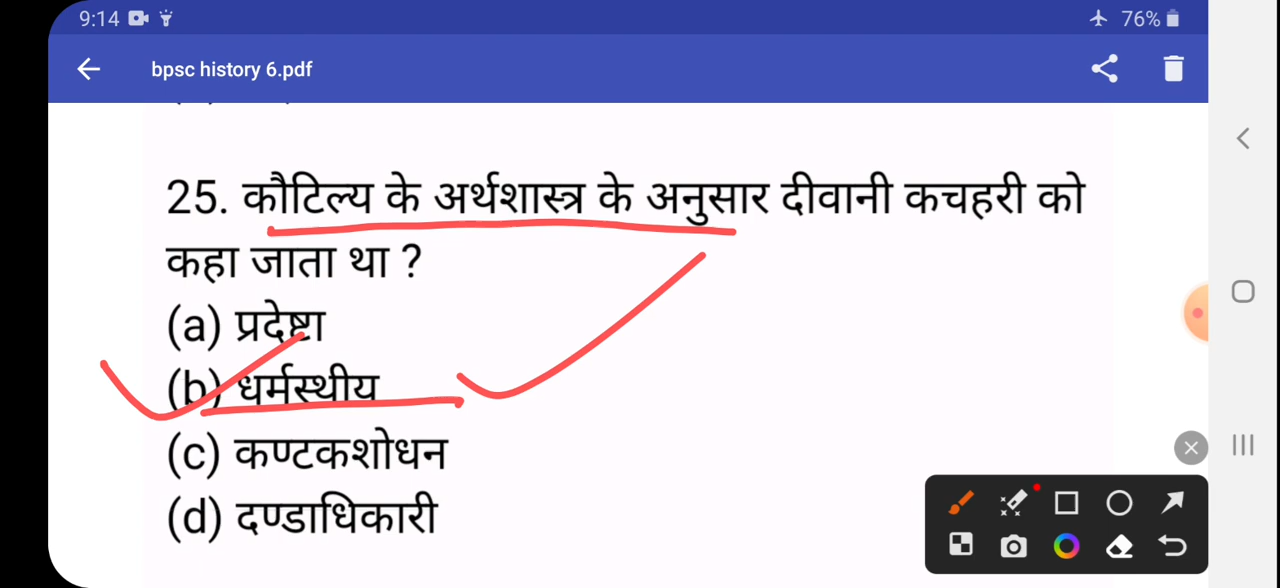 9:14 76%
bpsc history 6.pdf
25. कौटिल्य के अर्थशास्त्र के अनुसार दीवानी कचहरी को
कहा जाता था ?
(a) प्रदेष्टा
(b) धर्मस्थीय
(c) कण्टकशोधन
(d) दण्डाधिकारी